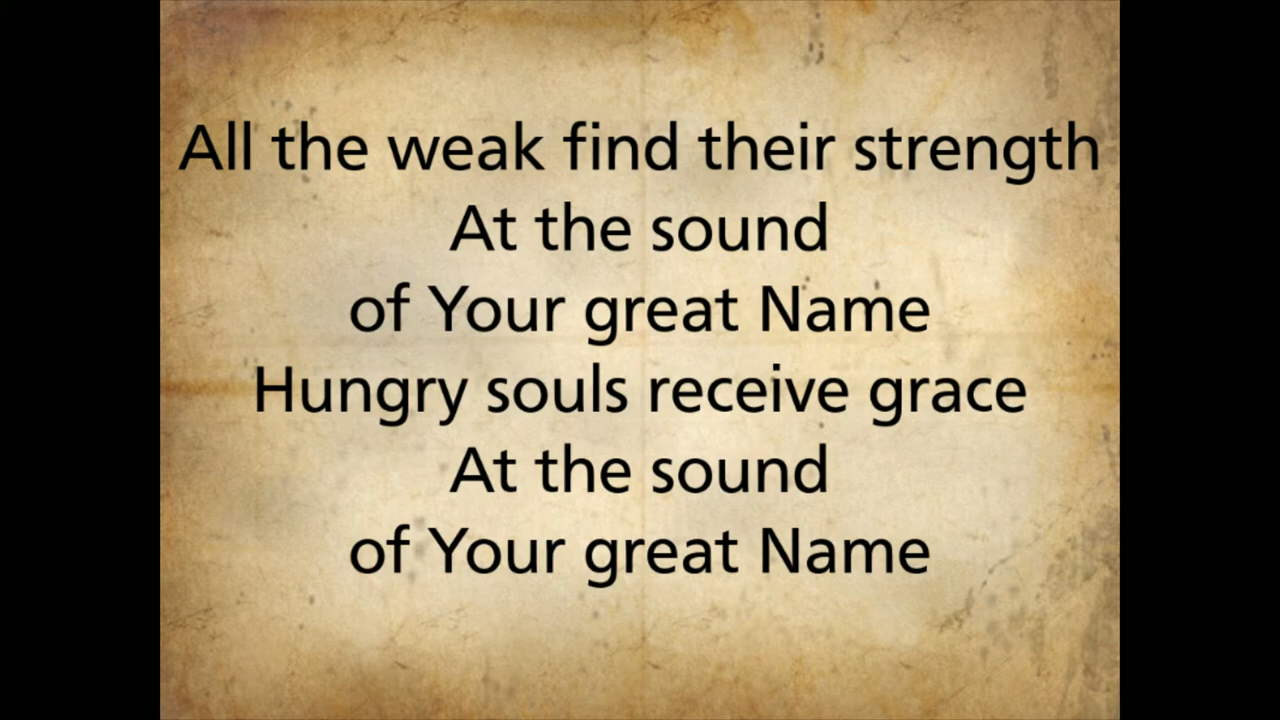 All the weak find their strength
At the sound
of Your great Name
Hungry souls receive grace
At the sound
of Your great Name